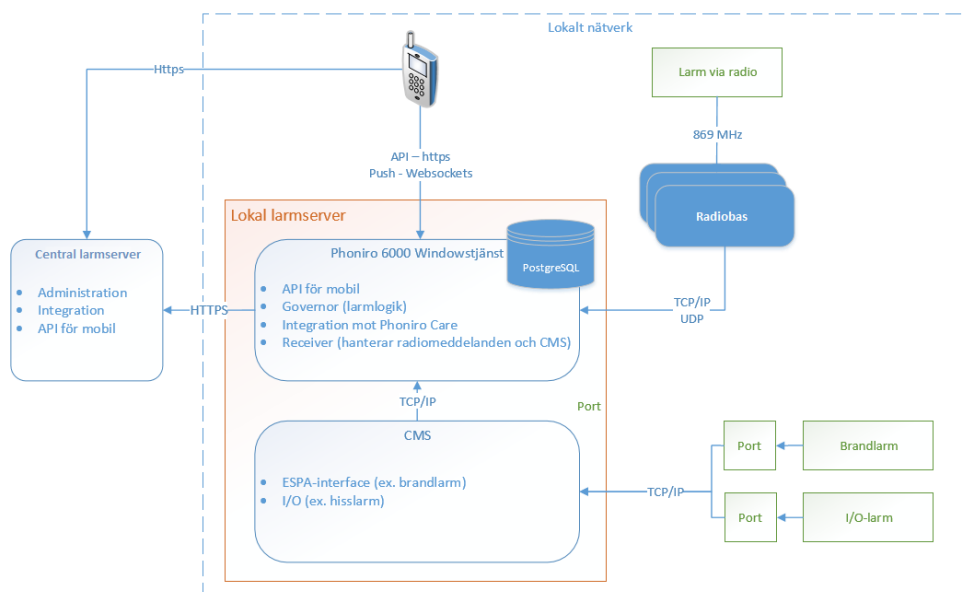 Lokalt nätverk
Https
Larm via radio
869 MHz
API – https
Push - Websockets
Radiobas
Lokal larmserver
Central larmserver
Administration
Integration
API för mobil
HTTPS
Phoniro 6000 Windowstjänst
PostgreSQL
API för mobil
Governor (larmlogik)
Integration mot Phoniro Care
Receiver (hanterar radiomeddelanden och CMS)
TCP/IP
UDP
TCP/IP
Port
CMS
ESPA-interface (ex. brandlarm)
I/O (ex. hisslarm)
TCP/IP
Port
Brandlarm
Port
I/O-larm